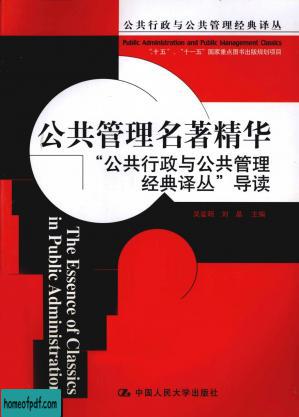 公共行政与公共管理经典译丛
Public Administration and Public Management Classics
“十五”、“十一五”国家重点图书出版规划项目
公共管理名著精华
“公共行政与公共管理
经典译丛”导读
吴爱明 刘晶 主编
The Essence of Classics
in Public Administration
中国人民大学出版社
homeofpdf.com